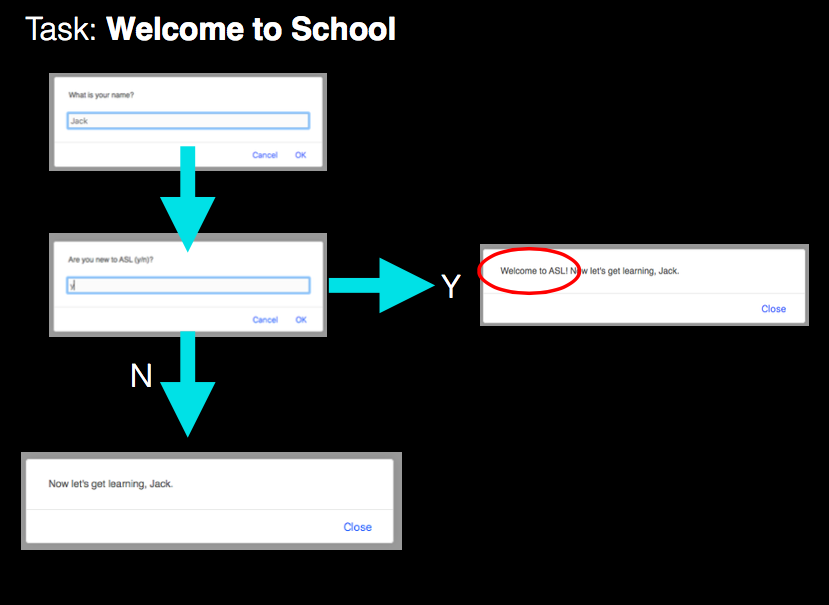 Task: Welcome to School
What is your name?
Jack
Cancel OK
Are you new to ASL (y/n)?
y
Cancel OK
Y
Welcome to ASL! Now let's get learning, Jack.
Close
N
Now let's get learning, Jack.
Close